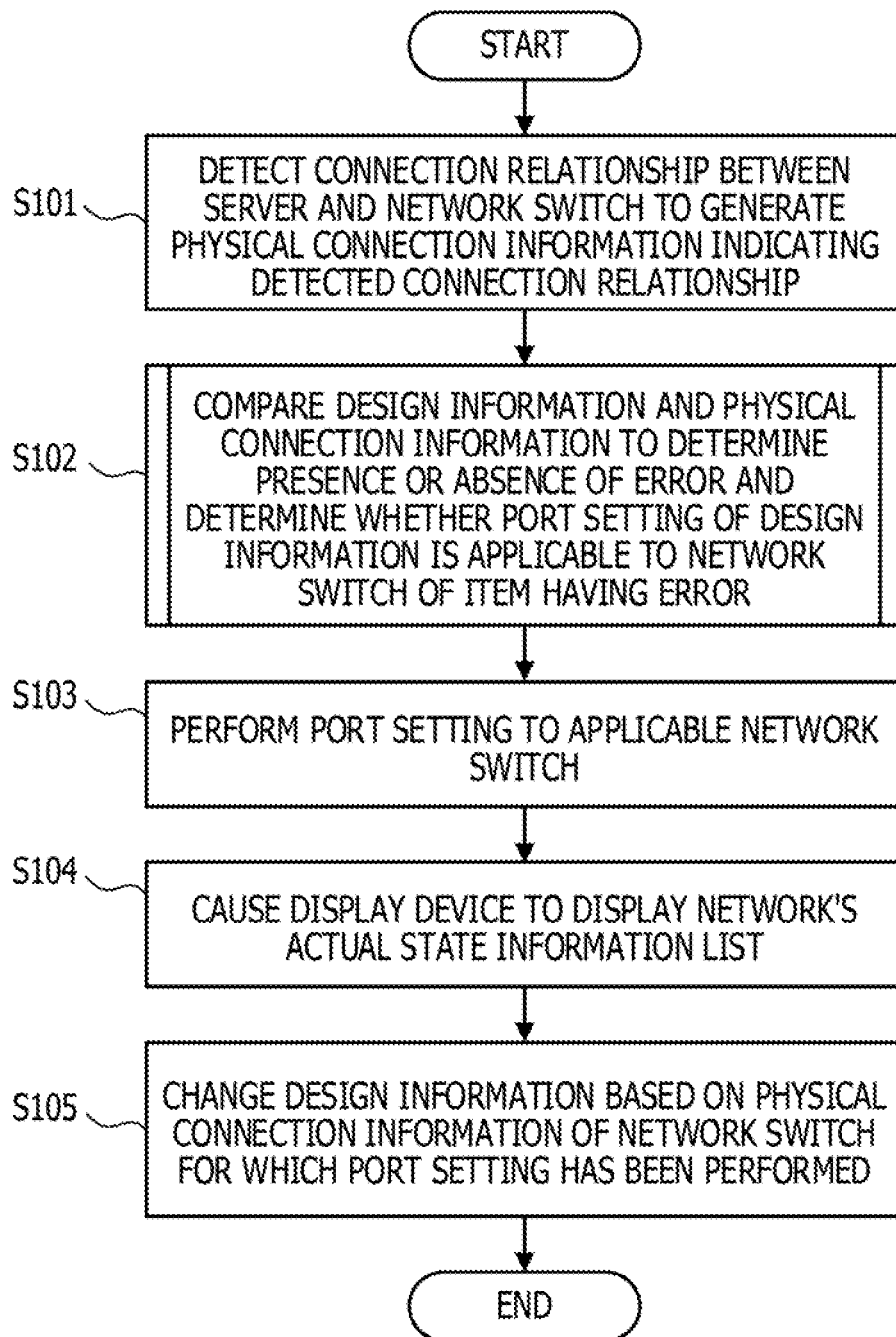 START
S101
DETECT CONNECTION RELATIONSHIP BETWEEN
SERVER AND NETWORK SWITCH TO GENERATE
PHYSICAL CONNECTION INFORMATION INDICATING
DETECTED CONNECTION RELATIONSHIP
S102
COMPARE DESIGN INFORMATION AND PHYSICAL
CONNECTION INFORMATION TO DETERMINE
PRESENCE OR ABSENCE OF ERROR AND
DETERMINE WHETHER PORT SETTING OF DESIGN
INFORMATION IS APPLICABLE TO NETWORK
SWITCH OF ITEM HAVING ERROR
S103
PERFORM PORT SETTING TO APPLICABLE NETWORK
SWITCH
S104
CAUSE DISPLAY DEVICE TO DISPLAY NETWORK'S
ACTUAL STATE INFORMATION LIST
S105
CHANGE DESIGN INFORMATION BASED ON PHYSICAL
CONNECTION INFORMATION OF NETWORK SWITCH
FOR WHICH PORT SETTING HAS BEEN PERFORMED
END